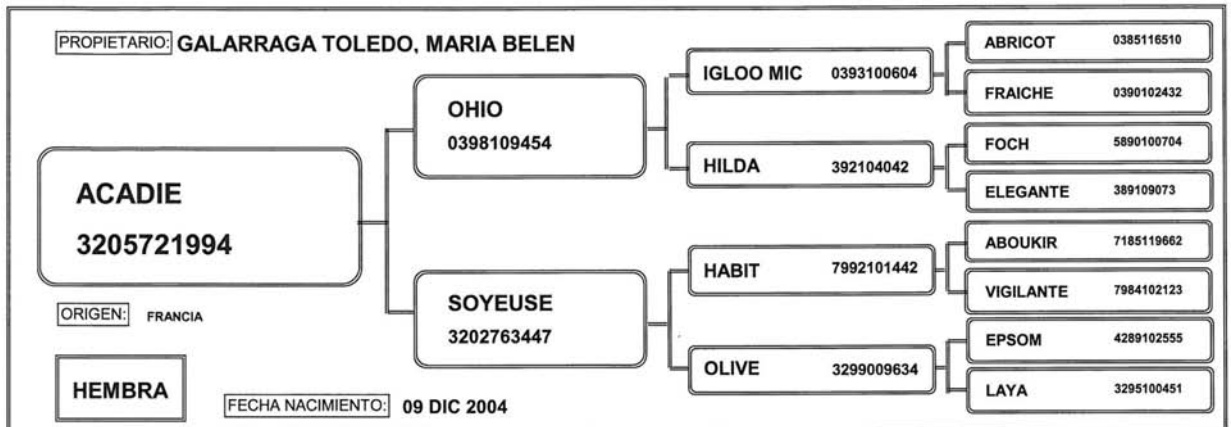 PROPIETARIO: GALARRAGA TOLEDO, MARIA BELEN
ACADIE
3205721994
ORIGEN: FRANCIA
HEMBRA
FECHA NACIMIENTO: 09 DIC 2004
OHIO
0398109454
SOYEUSE
3202763447
IGLOO MIC 0393100604
HILDA 392104042
HABIT 7992101442
OLIVE 3299009634
ABRICOT 0385116510
FRAICHE 0390102432
FOCH 5890100704
ELEGANTE 389109073
ABOUKIR 7185119662
VIGILANTE 7984102123
EPSOM 4289102555
LAYA 3295100451